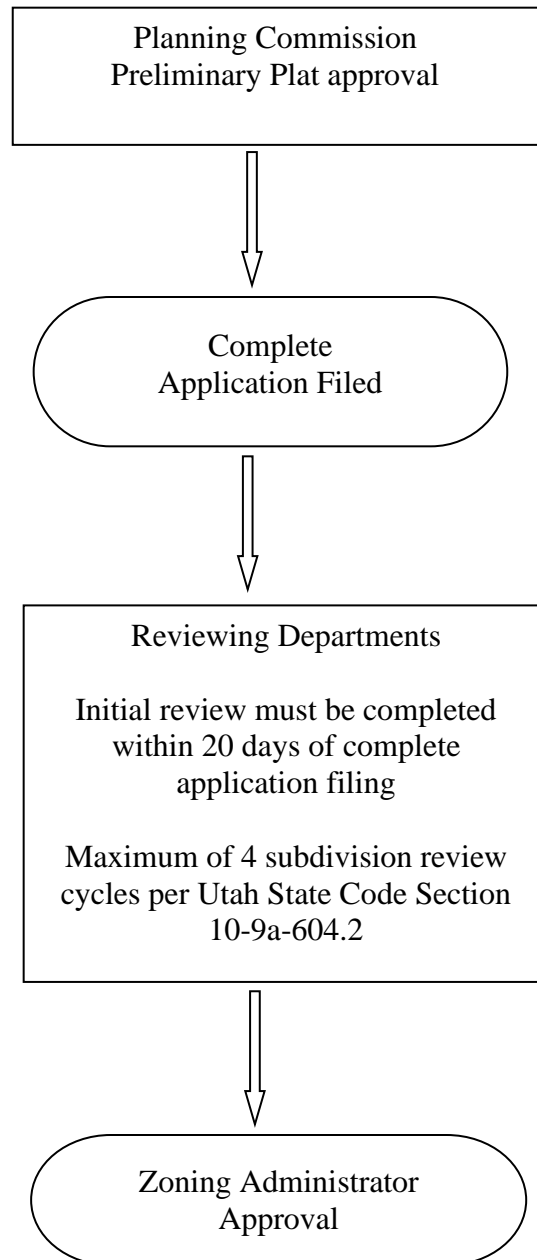 Planning Commission
Preliminary Plat approval
Complete
Application Filed
Reviewing Departments
Initial review must be completed
within 20 days of complete
application filing
Maximum of 4 subdivision review
cycles per Utah State Code Section
10-9a-604.2
Zoning Administrator
Approval